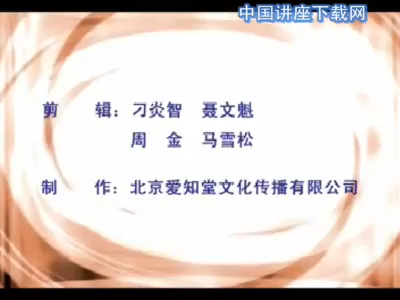 中国讲座下载网
剪 辑：刁炎智 聂文魁
周 金 马雪松
制 作：北京爱知堂文化传播有限公司